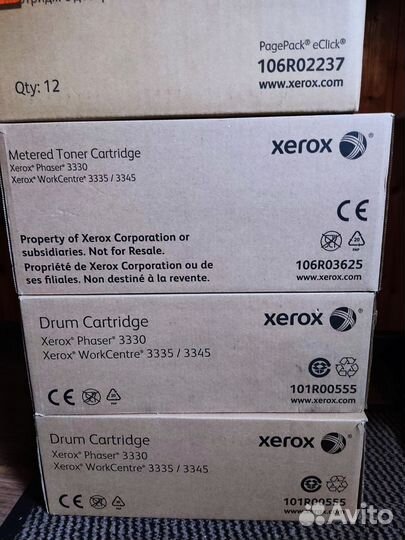 PagePack® eClick®
106R02237
Qty: 12
www.xerox.com
Metered Toner Cartridge
Xerox® Phaser® 3330
Xerox® WorkCentre® 3335 / 3345
xerox
CE
Property of Xerox Corporation or
subsidiaries. Not for Resale.
Propriété de Xerox Corporation ou de
ses filiales. Non destiné à la revente.
20
PAP
106R03625
Drum Cartridge
Xerox® Phaser® 3330
Xerox® WorkCentre® 3335 / 3345
xerox
CE
101R00555
www.xerox.com
Drum Cartridge
Xerox® Phaser® 3330
Xerox® WorkCentre® 3335 / 3345
xerox
CE
101R00555
www.xerox.com
Avito